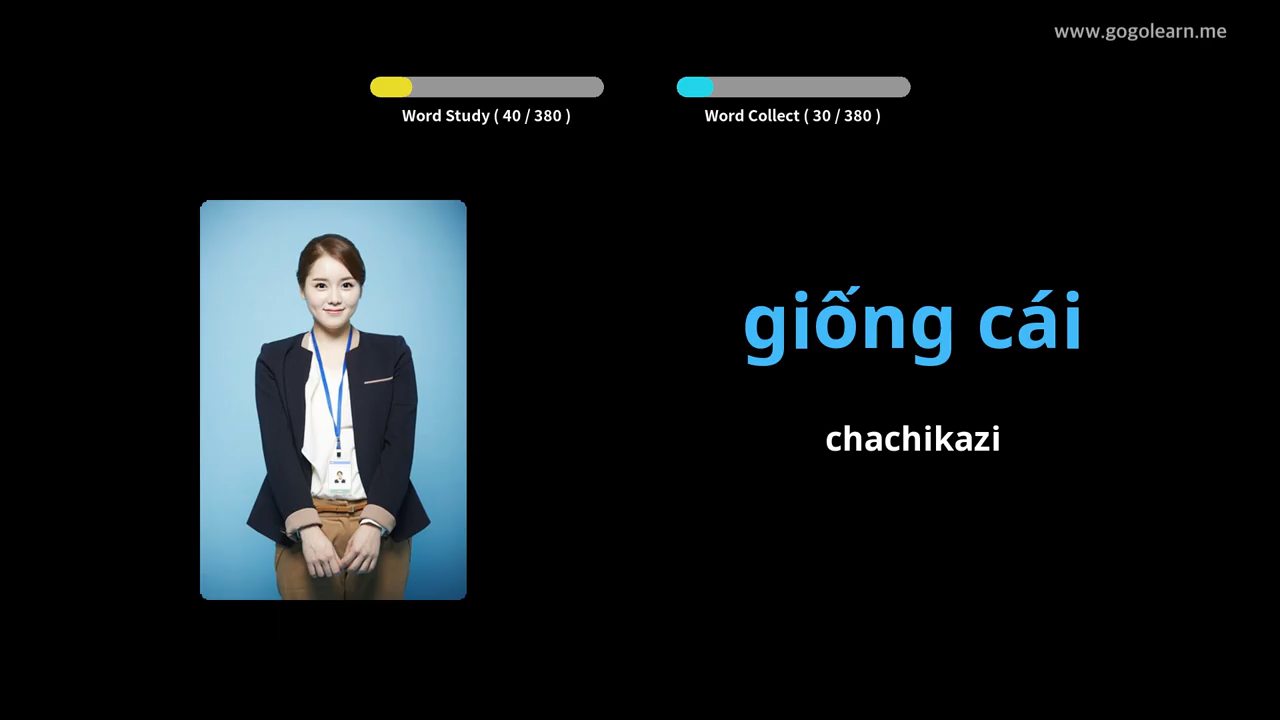 www.gogolearn.me
Word Study ( 40 / 380 )
Word Collect ( 30 / 380 )
giống cái
chachikazi